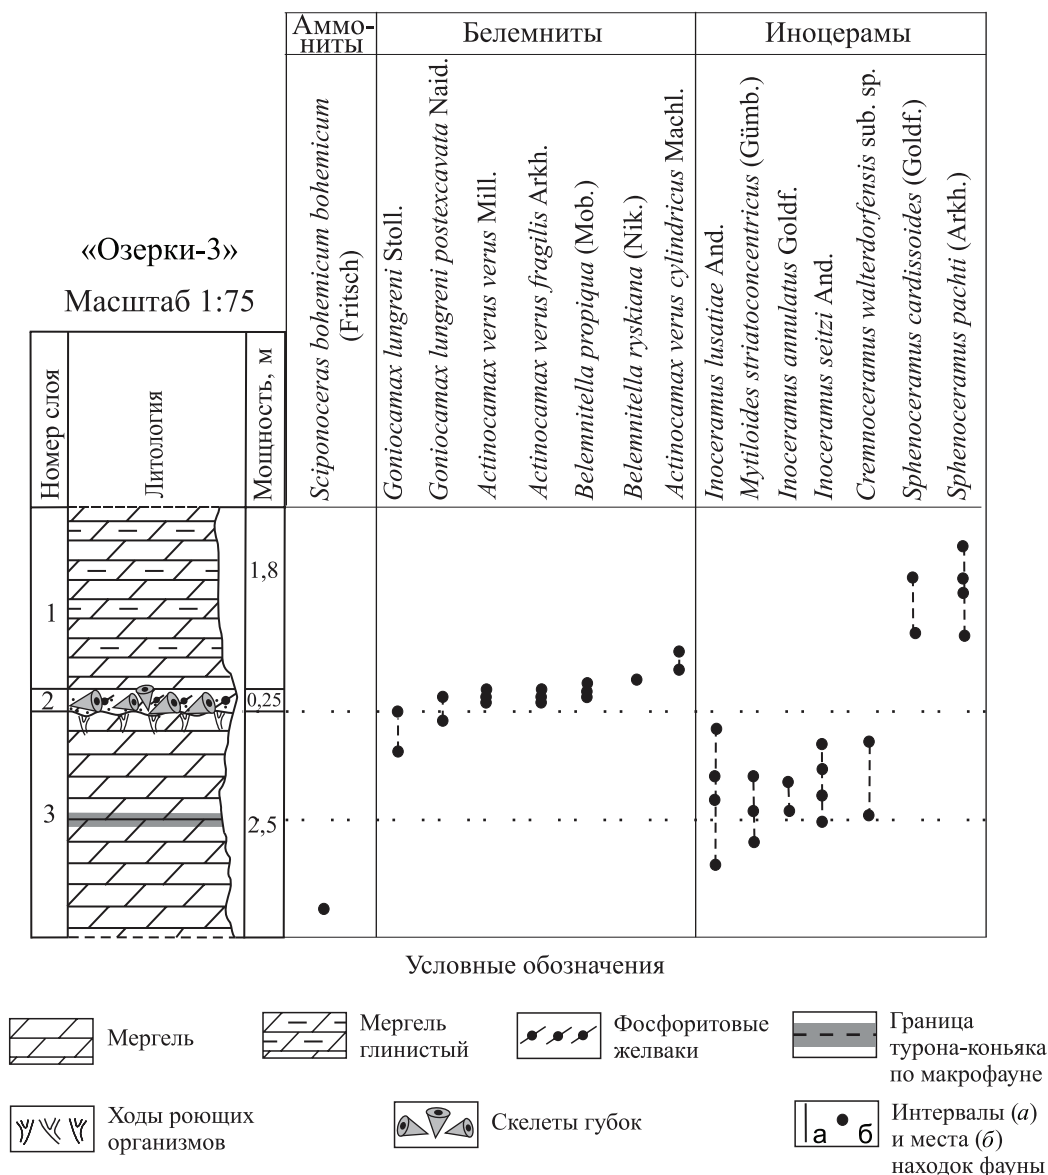 Аммо-
ниты
Белемниты
Иноцерамы
«Озерки-3»
Масштаб 1:75
Номер слоя
Литология
Мощность, м
Sciponoceras bohemicum bohemicum
(Fritsch)
Goniocamax lungreni Stoll.
Goniocamax lungreni postexcavata Naid.
Actinocamax verus verus Mill.
Actinocamax verus fragilis Arkh.
Belemnitella propiqua (Mob.)
Belemnitella ryskiana (Nik.)
Actinocamax verus cylindricus Machl.
Inoceramus lusatiae And.
Mytiloides striatoconcentricus (Gümb.)
Inoceramus annulatus Goldf.
Inoceramus seitzi And.
Cremnoceramus walterdorfensis sub. sp.
Sphenoceramus cardissoides (Goldf.)
Sphenoceramus pachti (Arkh.)
1
1,8
2
0,25
3
2,5
Условные обозначения
Мергель
Мергель
глинистый
Фосфоритовые
желваки
Граница
турона-коньяка
по макрофауне
Ходы роющих
организмов
Скелеты губок
а б
Интервалы (а)
и места (б)
находок фауны